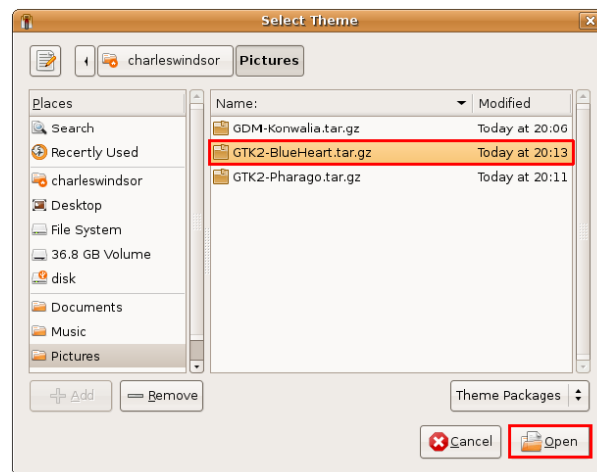 Select Theme
charleswindsor Pictures
Places
Search
Recently Used
charleswindsor
Desktop
File System
36.8 GB Volume
disk
Documents
Music
Pictures
Name: Modified
GDM-Konwalia.tar.gz Today at 20:06
GTK2-BlueHeart.tar.gz Today at 20:13
GTK2-Pharago.tar.gz Today at 20:11
Add Remove
Theme Packages
Cancel Open